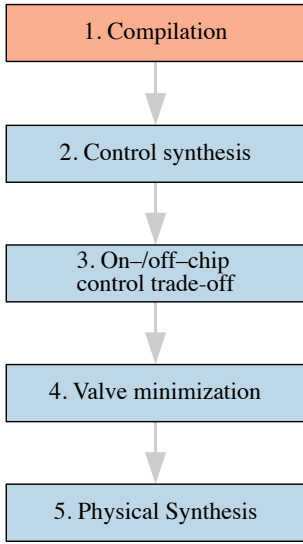 1. Compilation
2. Control synthesis
3. On–/off–chip
control trade-off
4. Valve minimization
5. Physical Synthesis